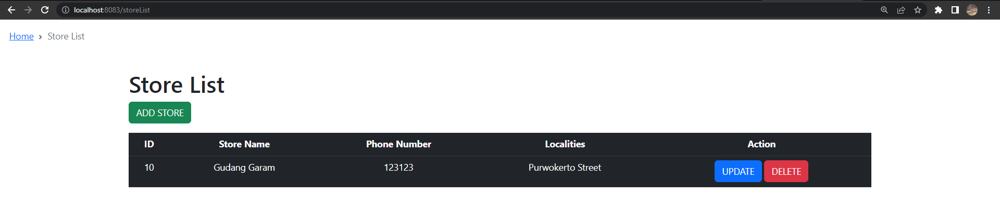 localhost:8083/storeList
Home › Store List
Store List
ADD STORE
ID Store Name Phone Number Localities Action
10 Gudang Garam 123123 Purwokerto Street UPDATE DELETE